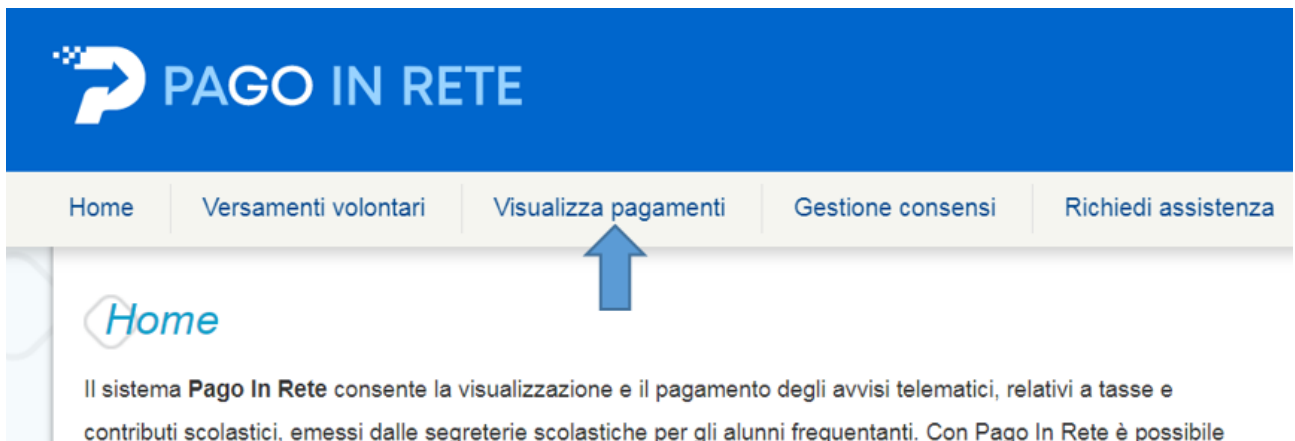 PAGO IN RETE
Home Versamenti volontari Visualizza pagamenti Gestione consensi Richiedi assistenza
Home
Il sistema Pago In Rete consente la visualizzazione e il pagamento degli avvisi telematici, relativi a tasse e
contributi scolastici, emessi dalle segreterie scolastiche per gli alunni frequentanti. Con Pago In Rete è possibile